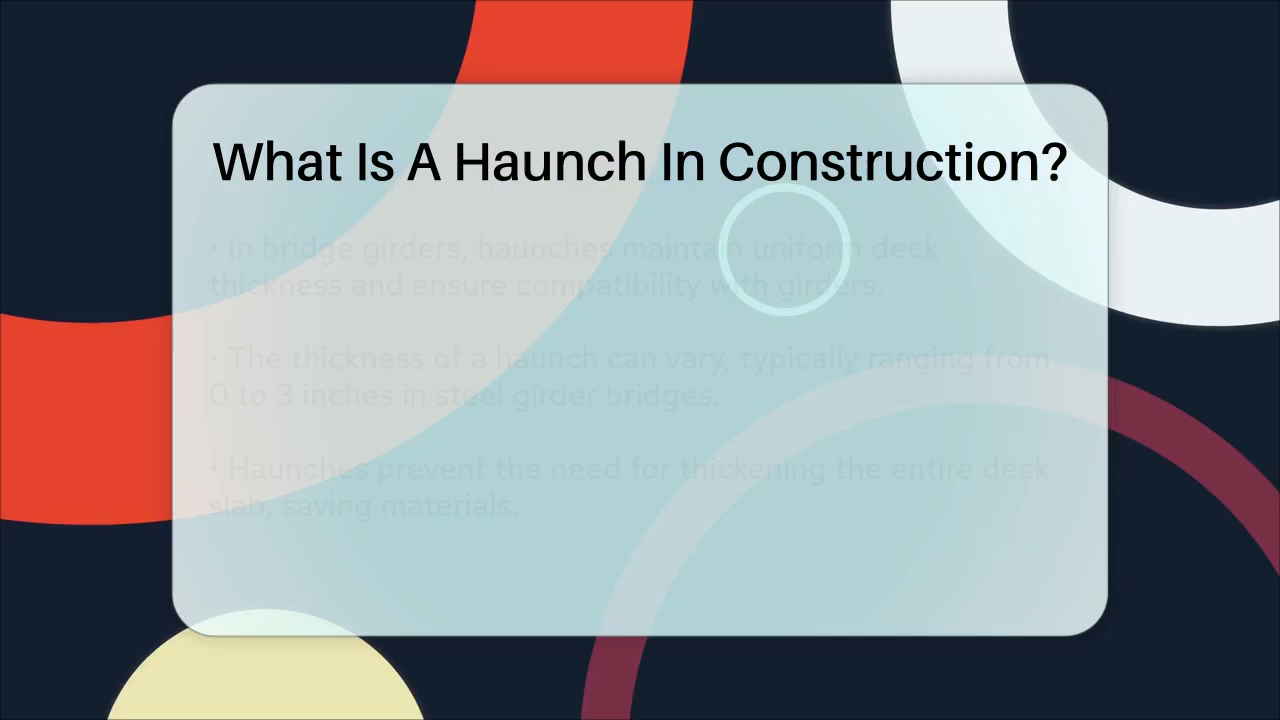 What Is A Haunch In Construction?
• In bridge girders, haunches maintain uniform deck
thickness and ensure compatibility with girders.
• The thickness of a haunch can vary, typically ranging from
0 to 3 inches in steel girder bridges.
• Haunches prevent the need for thickening the entire deck
slab, saving materials.